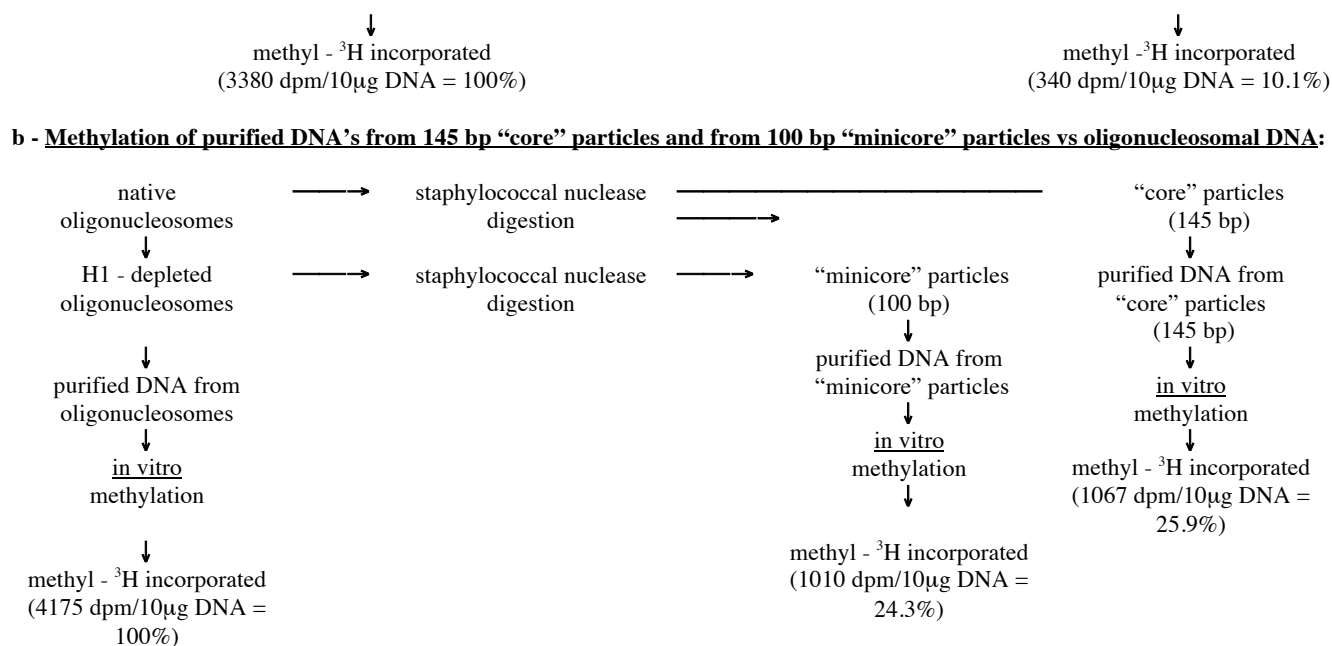 methyl - ³H incorporated
(3380 dpm/10µg DNA = 100%)
methyl -³H incorporated
(340 dpm/10µg DNA = 10.1%)
b - Methylation of purified DNA’s from 145 bp “core” particles and from 100 bp “minicore” particles vs oligonucleosomal DNA:
native
oligonucleosomes
staphylococcal nuclease
digestion
“core” particles
(145 bp)
H1 - depleted
oligonucleosomes
staphylococcal nuclease
digestion
“minicore” particles
(100 bp)
purified DNA from
“core” particles
(145 bp)
purified DNA from
oligonucleosomes
purified DNA from
“minicore” particles
in vitro
methylation
in vitro
methylation
in vitro
methylation
methyl - ³H incorporated
(1067 dpm/10µg DNA =
25.9%)
methyl - ³H incorporated
(4175 dpm/10µg DNA =
100%)
methyl - ³H incorporated
(1010 dpm/10µg DNA =
24.3%)